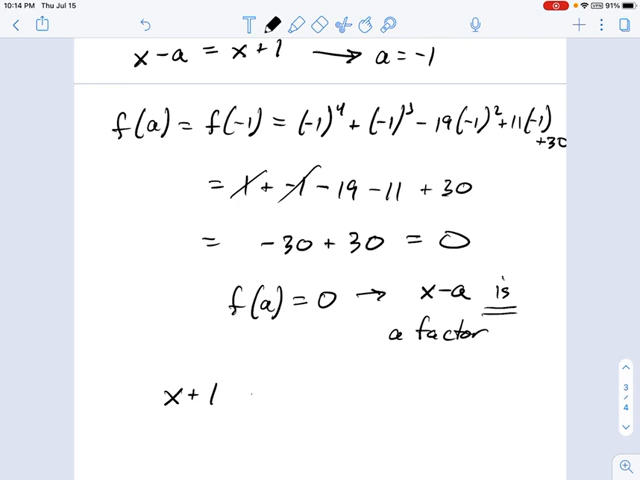 10:14 PM Thu Jul 15
91%
x-a = x+1 → a = -1
f(a) = f(-1) = (-1)^4 + (-1)^3 - 19(-1)^2 + 11(-1)
+30
= 1 + -1 - 19 - 11 + 30
= -30 + 30 = 0
f(a) = 0 → x-a is
a factor
x+1
3
/
4